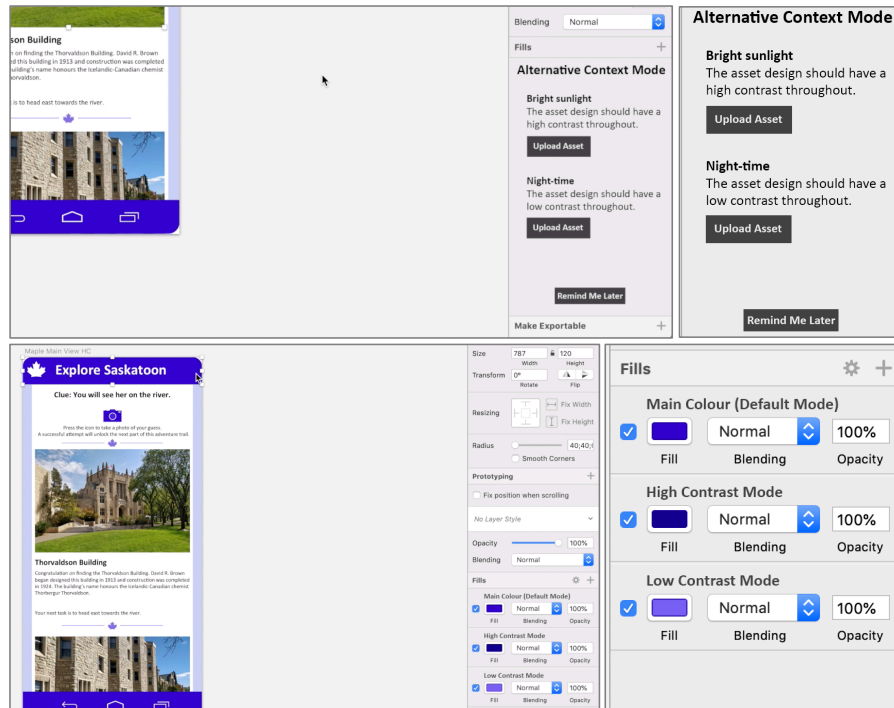 son Building
n on finding the Thorvaldson Building. David R. Brown
ed this building in 1913 and construction was completed
uilding's name honours the Icelandic-Canadian chemist
orvaldson.
is to head east towards the river.
Blending Normal
Fills
Alternative Context Mode
Bright sunlight
The asset design should have a
high contrast throughout.
Upload Asset
Night-time
The asset design should have a
low contrast throughout.
Upload Asset
Remind Me Later
Make Exportable
Alternative Context Mode
Bright sunlight
The asset design should have a
high contrast throughout.
Upload Asset
Night-time
The asset design should have a
low contrast throughout.
Upload Asset
Remind Me Later
Maple Main View HC
Explore Saskatoon
Clue: You will see her on the river.
Press the icon to take a photo of your guess.
A successful attempt will unlock the next part of this adventure trail.
Thorvaldson Building
Congratulation on finding the Thorvaldson Building. David R. Brown
began designed this building in 1913 and construction was completed
in 1924. The building's name honours the Icelandic-Canadian chemist
Thorbergur Thorvaldson.
Your next task is to head east towards the river.
Size 787 120
Width Height
Transform 0°
Rotate Flip
Resizing Fix Width
Fix Height
Radius 40;40;
Smooth Corners
Prototyping
Fix position when scrolling
No Layer Style
Opacity 100%
Blending Normal
Fills
Main Colour (Default Mode)
Normal 100%
Fill Blending Opacity
High Contrast Mode
Normal 100%
Fill Blending Opacity
Low Contrast Mode
Normal 100%
Fill Blending Opacity
Fills
Main Colour (Default Mode)
Normal 100%
Fill Blending Opacity
High Contrast Mode
Normal 100%
Fill Blending Opacity
Low Contrast Mode
Normal 100%
Fill Blending Opacity